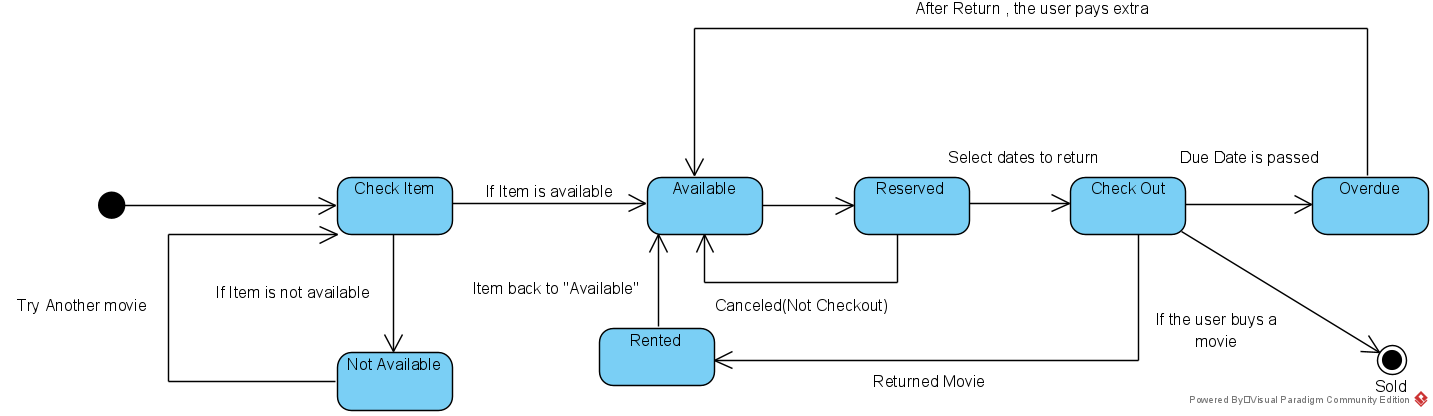 After Return , the user pays extra
Select dates to return
Due Date is passed
Check Item
If Item is available
Available
Reserved
Check Out
Overdue
Try Another movie
If Item is not available
Item back to "Available"
Canceled(Not Checkout)
If the user buys a
movie
Rented
Not Available
Returned Movie
Sold
Powered By Visual Paradigm Community Edition